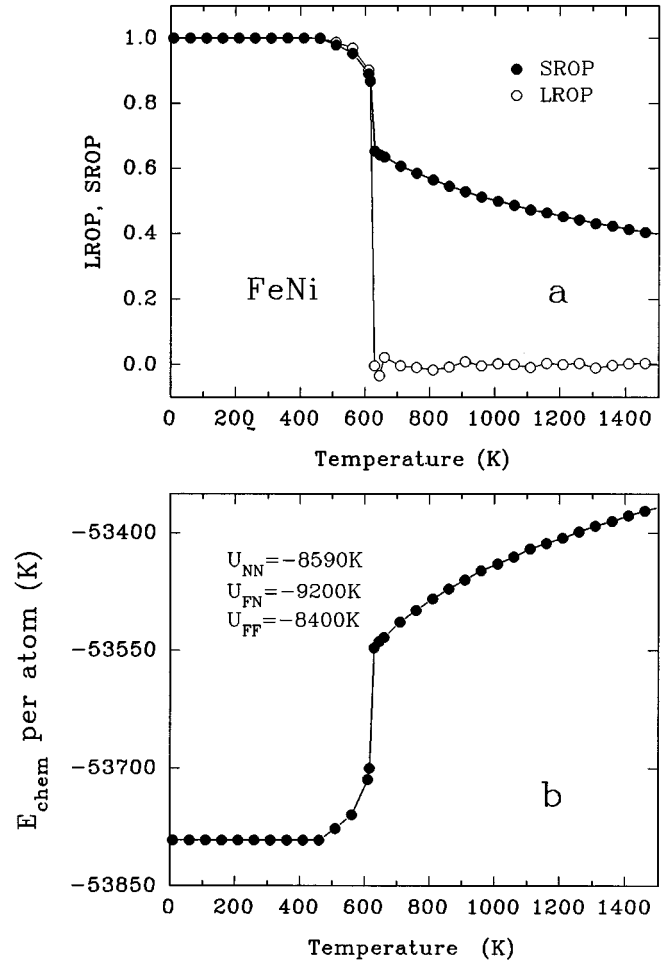 1.0
0.8
0.6
0.4
0.2
0.0
LROP, SROP
SROP
LROP
FeNi
a
0 200 400 600 800 1000 1200 1400
Temperature (K)
-53400
-53550
-53700
-53850
E_chem per atom (K)
U_NN=-8590K
U_FN=-9200K
U_FF=-8400K
b
0 200 400 600 800 1000 1200 1400
Temperature (K)